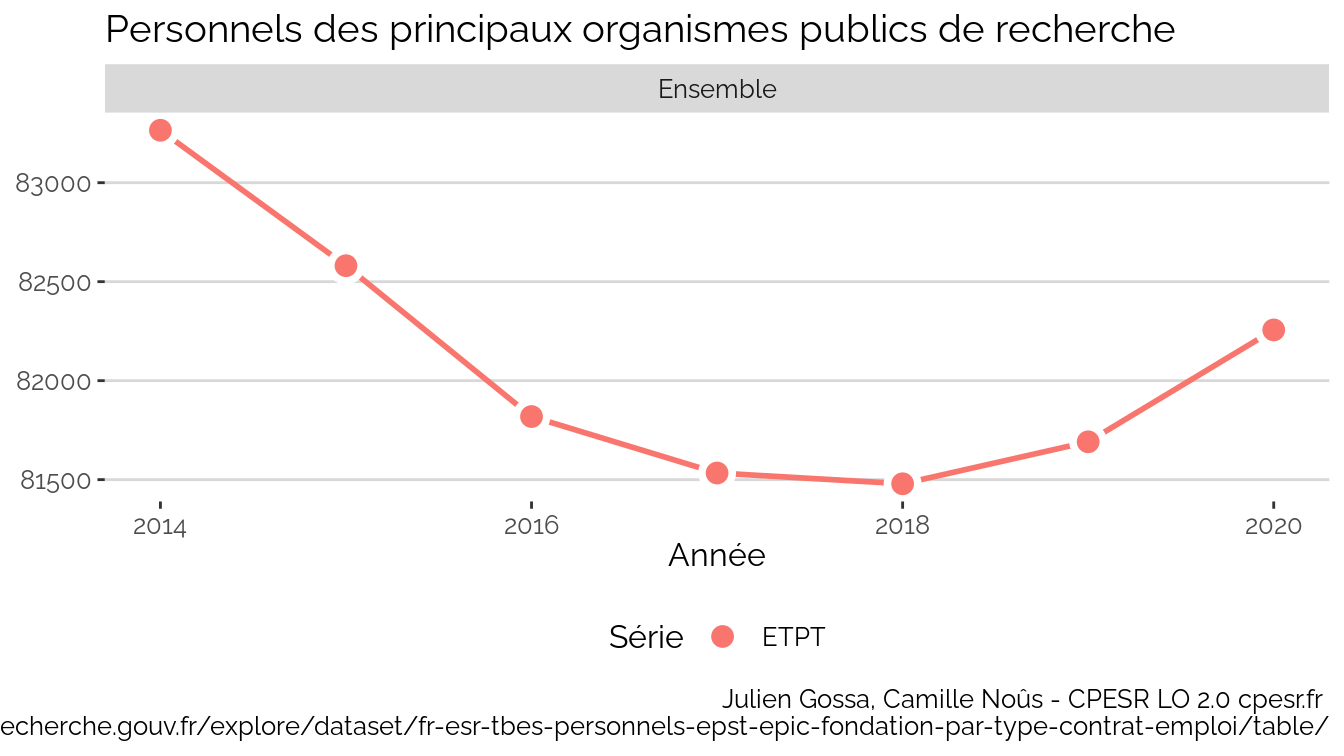 Personnels des principaux organismes publics de recherche
Ensemble
83000
82500
82000
81500
2014 2016 2018 2020
Année
Série ETPT
Julien Gossa, Camille Noûs - CPESR LO 2.0 cpesr.fr
echerche.gouv.fr/explore/dataset/fr-esr-tbes-personnels-epst-epic-fondation-par-type-contrat-emploi/table/